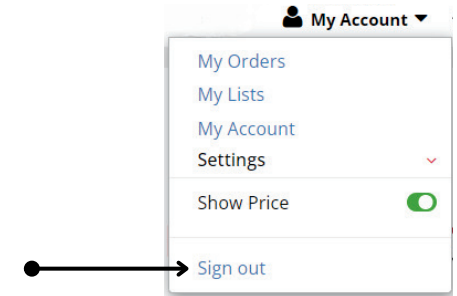 My Account
My Orders
My Lists
My Account
Settings
Show Price
Sign out